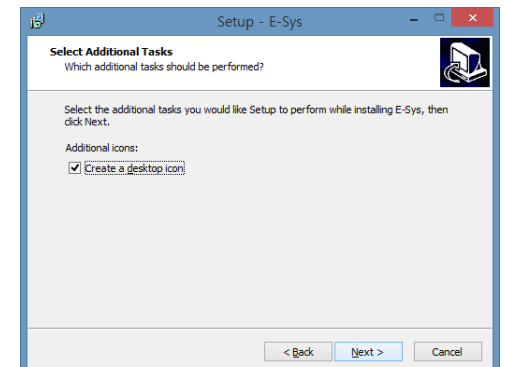 Setup - E-Sys
Select Additional Tasks
Which additional tasks should be performed?
Select the additional tasks you would like Setup to perform while installing E-Sys, then
click Next.
Additional icons:
Create a desktop icon
< Back Next > Cancel